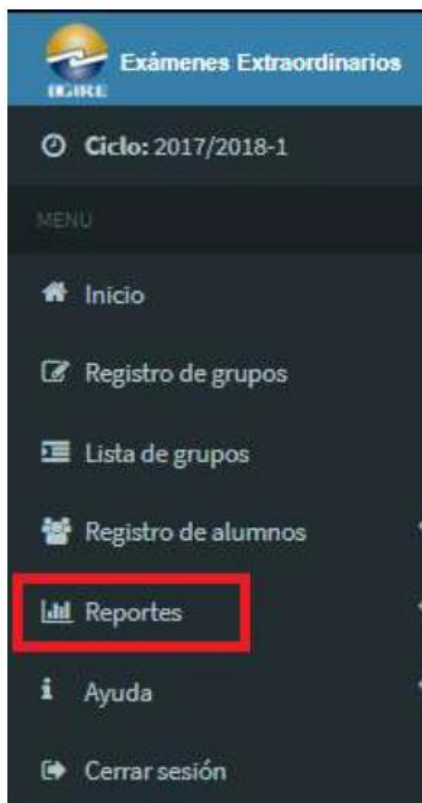 Exámenes Extraordinarios
DGIRE
Ciclo: 2017/2018-1
MENU
Inicio
Registro de grupos
Lista de grupos
Registro de alumnos
Reportes
Ayuda
Cerrar sesión